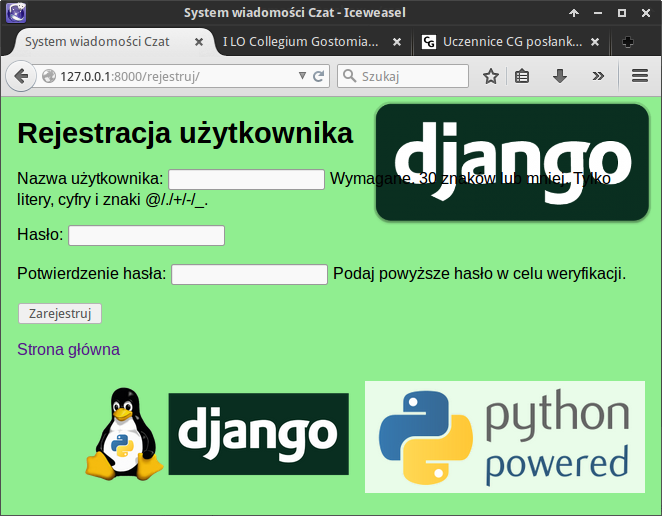 System wiadomości Czat - Iceweasel
System wiadomości Czat
I LO Collegium Gostomia...
CG
Uczennice CG posłank...
127.0.0.1:8000/rejestruj/
Szukaj
Rejestracja użytkownika
django
Nazwa użytkownika:
Wymagane. 30 znaków lub mniej. Tylko
litery, cyfry i znaki @/./+/-/_.
Hasło:
Potwierdzenie hasła:
Podaj powyższe hasło w celu weryfikacji.
Zarejestruj
Strona główna
django
python
powered